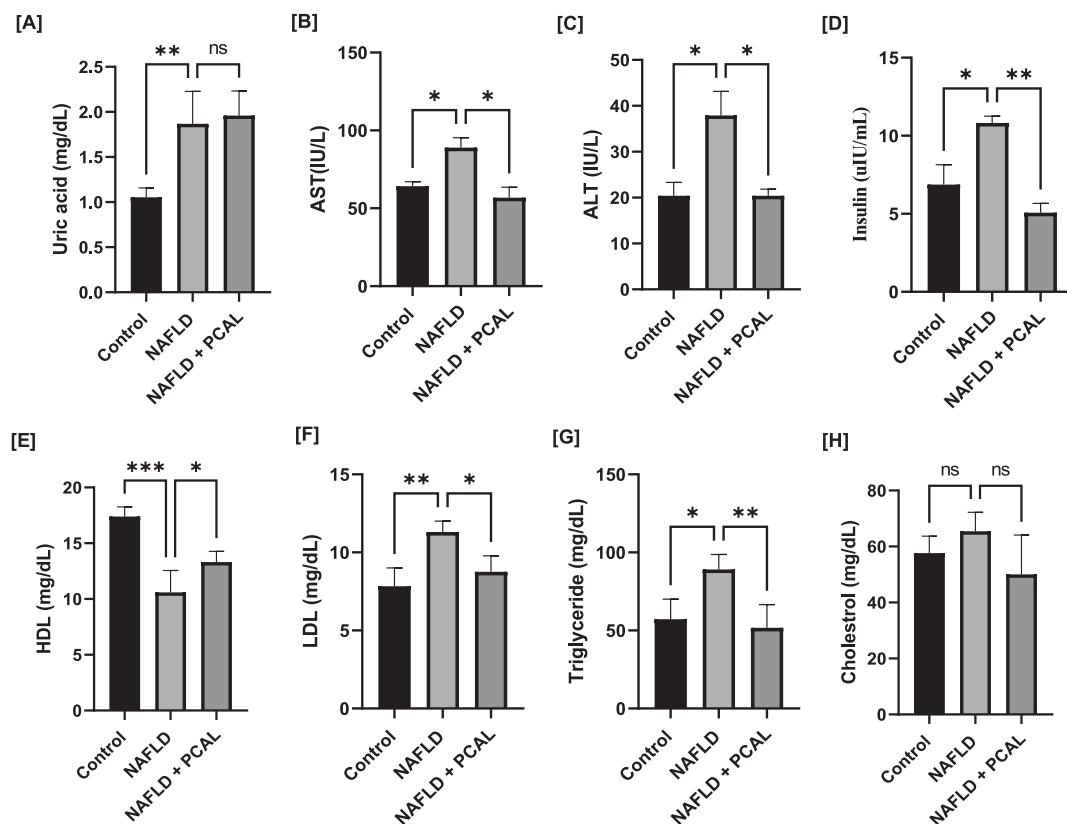 [A]
** ns
Uric acid (mg/dL)
2.5
2.0
1.5
1.0
0.5
0.0
Control
NAFLD
NAFLD + PCAL
[B]
* *
AST(IU/L)
150
100
50
0
Control
NAFLD
NAFLD + PCAL
[C]
* *
ALT (IU/L)
50
40
30
20
10
0
Control
NAFLD
NAFLD + PCAL
[D]
* **
Insulin (uIU/mL)
15
10
5
0
Control
NAFLD
NAFLD + PCAL
[E]
*** *
HDL (mg/dL)
20
15
10
5
0
Control
NAFLD
NAFLD + PCAL
[F]
** *
LDL (mg/dL)
15
10
5
0
Control
NAFLD
NAFLD + PCAL
[G]
* **
Triglyceride (mg/dL)
150
100
50
0
Control
NAFLD
NAFLD + PCAL
[H]
ns ns
Cholestrol (mg/dL)
80
60
40
20
0
Control
NAFLD
NAFLD + PCAL